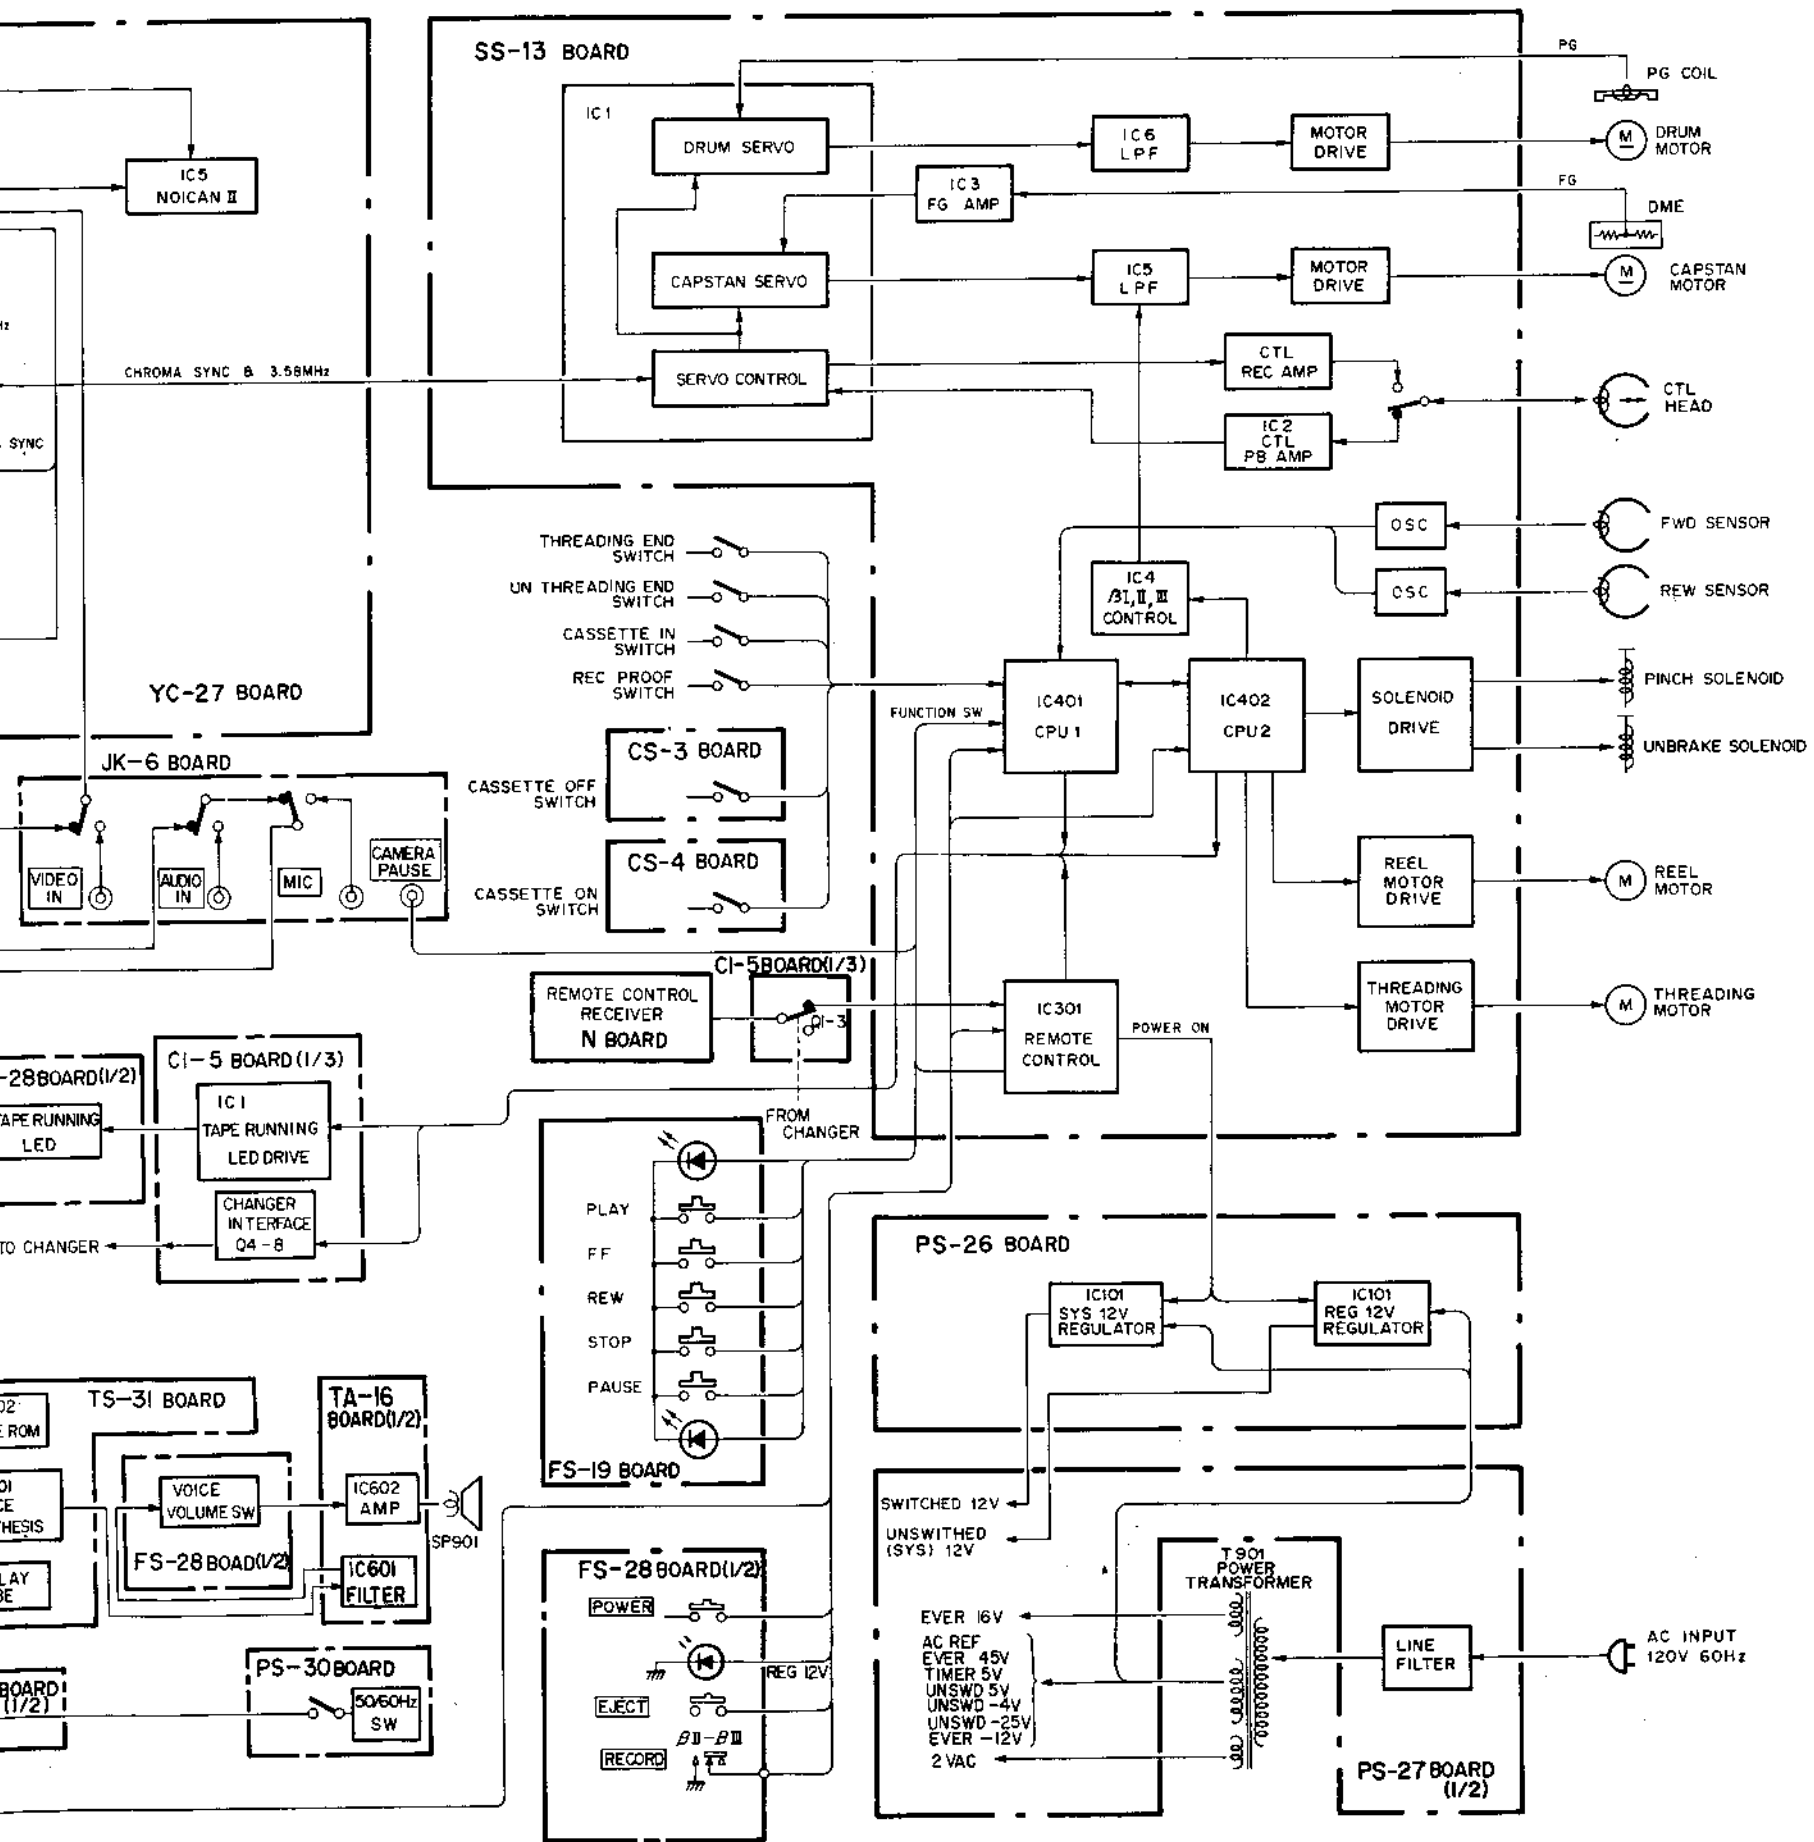 SS-13 BOARD
PG
PG COIL
IC1
DRUM SERVO
IC6
LPF
MOTOR
DRIVE
M
DRUM
MOTOR
IC5
NOICAN II
IC3
FG AMP
FG
DME
CAPSTAN SERVO
IC5
LPF
MOTOR
DRIVE
M
CAPSTAN
MOTOR
CHROMA SYNC & 3.58MHz
SERVO CONTROL
CTL
REC AMP
IC2
CTL
PB AMP
CTL
HEAD
SYNC
THREADING END
SWITCH
UN THREADING END
SWITCH
CASSETTE IN
SWITCH
REC PROOF
SWITCH
OSC
FWD SENSOR
OSC
REW SENSOR
IC4
βI,II,III
CONTROL
YC-27 BOARD
FUNCTION SW
IC401
CPU1
IC402
CPU2
SOLENOID
DRIVE
PINCH SOLENOID
UNBRAKE SOLENOID
CS-3 BOARD
CASSETTE OFF
SWITCH
CS-4 BOARD
CASSETTE ON
SWITCH
JK-6 BOARD
VIDEO
IN
AUDIO
IN
MIC
CAMERA
PAUSE
REEL
MOTOR
DRIVE
M
REEL
MOTOR
CI-5BOARD(1/3)
REMOTE CONTROL
RECEIVER
N BOARD
Q1-3
IC301
REMOTE
CONTROL
POWER ON
THREADING
MOTOR
DRIVE
M
THREADING
MOTOR
FROM
CHANGER
-28BOARD(1/2)
TAPE RUNNING
LED
CI-5 BOARD(1/3)
IC1
TAPE RUNNING
LED DRIVE
CHANGER
INTERFACE
Q4-8
TO CHANGER
PLAY
FF
REW
STOP
PAUSE
FS-19 BOARD
PS-26 BOARD
IC101
SYS 12V
REGULATOR
IC101
REG 12V
REGULATOR
TS-31 BOARD
02
E ROM
01
CE
THESIS
LAY
BE
VOICE
VOLUME SW
FS-28 BOAD(1/2)
TA-16
BOARD(1/2)
IC602
AMP
SP901
IC601
FILTER
SWITCHED 12V
UNSWITHED
(SYS) 12V
T901
POWER
TRANSFORMER
EVER 16V
AC REF
EVER 45V
TIMER 5V
UNSWD 5V
UNSWD -4V
UNSWD -25V
EVER -12V
2 VAC
LINE
FILTER
AC INPUT
120V 60Hz
PS-27 BOARD
(1/2)
FS-28 BOARD(1/2)
POWER
REG 12V
EJECT
βII-βIII
RECORD
BOARD
(1/2)
PS-30 BOARD
50/60Hz
SW